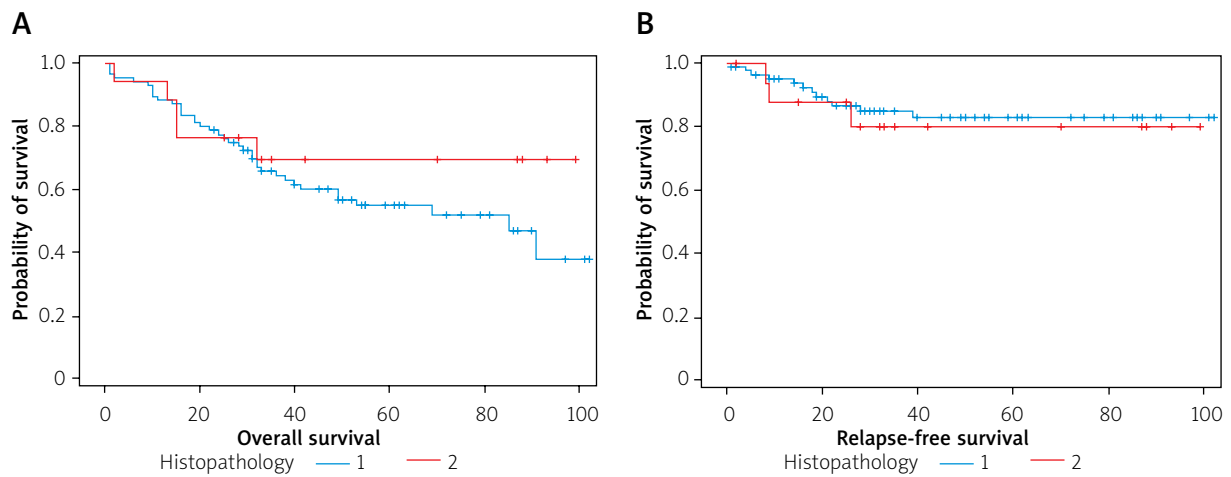 A
Probability of survival
1.0
0.8
0.6
0.4
0.2
0
0 20 40 60 80 100
Overall survival
Histopathology 1 2
B
Probability of survival
1.0
0.8
0.6
0.4
0.2
0
0 20 40 60 80 100
Relapse-free survival
Histopathology 1 2